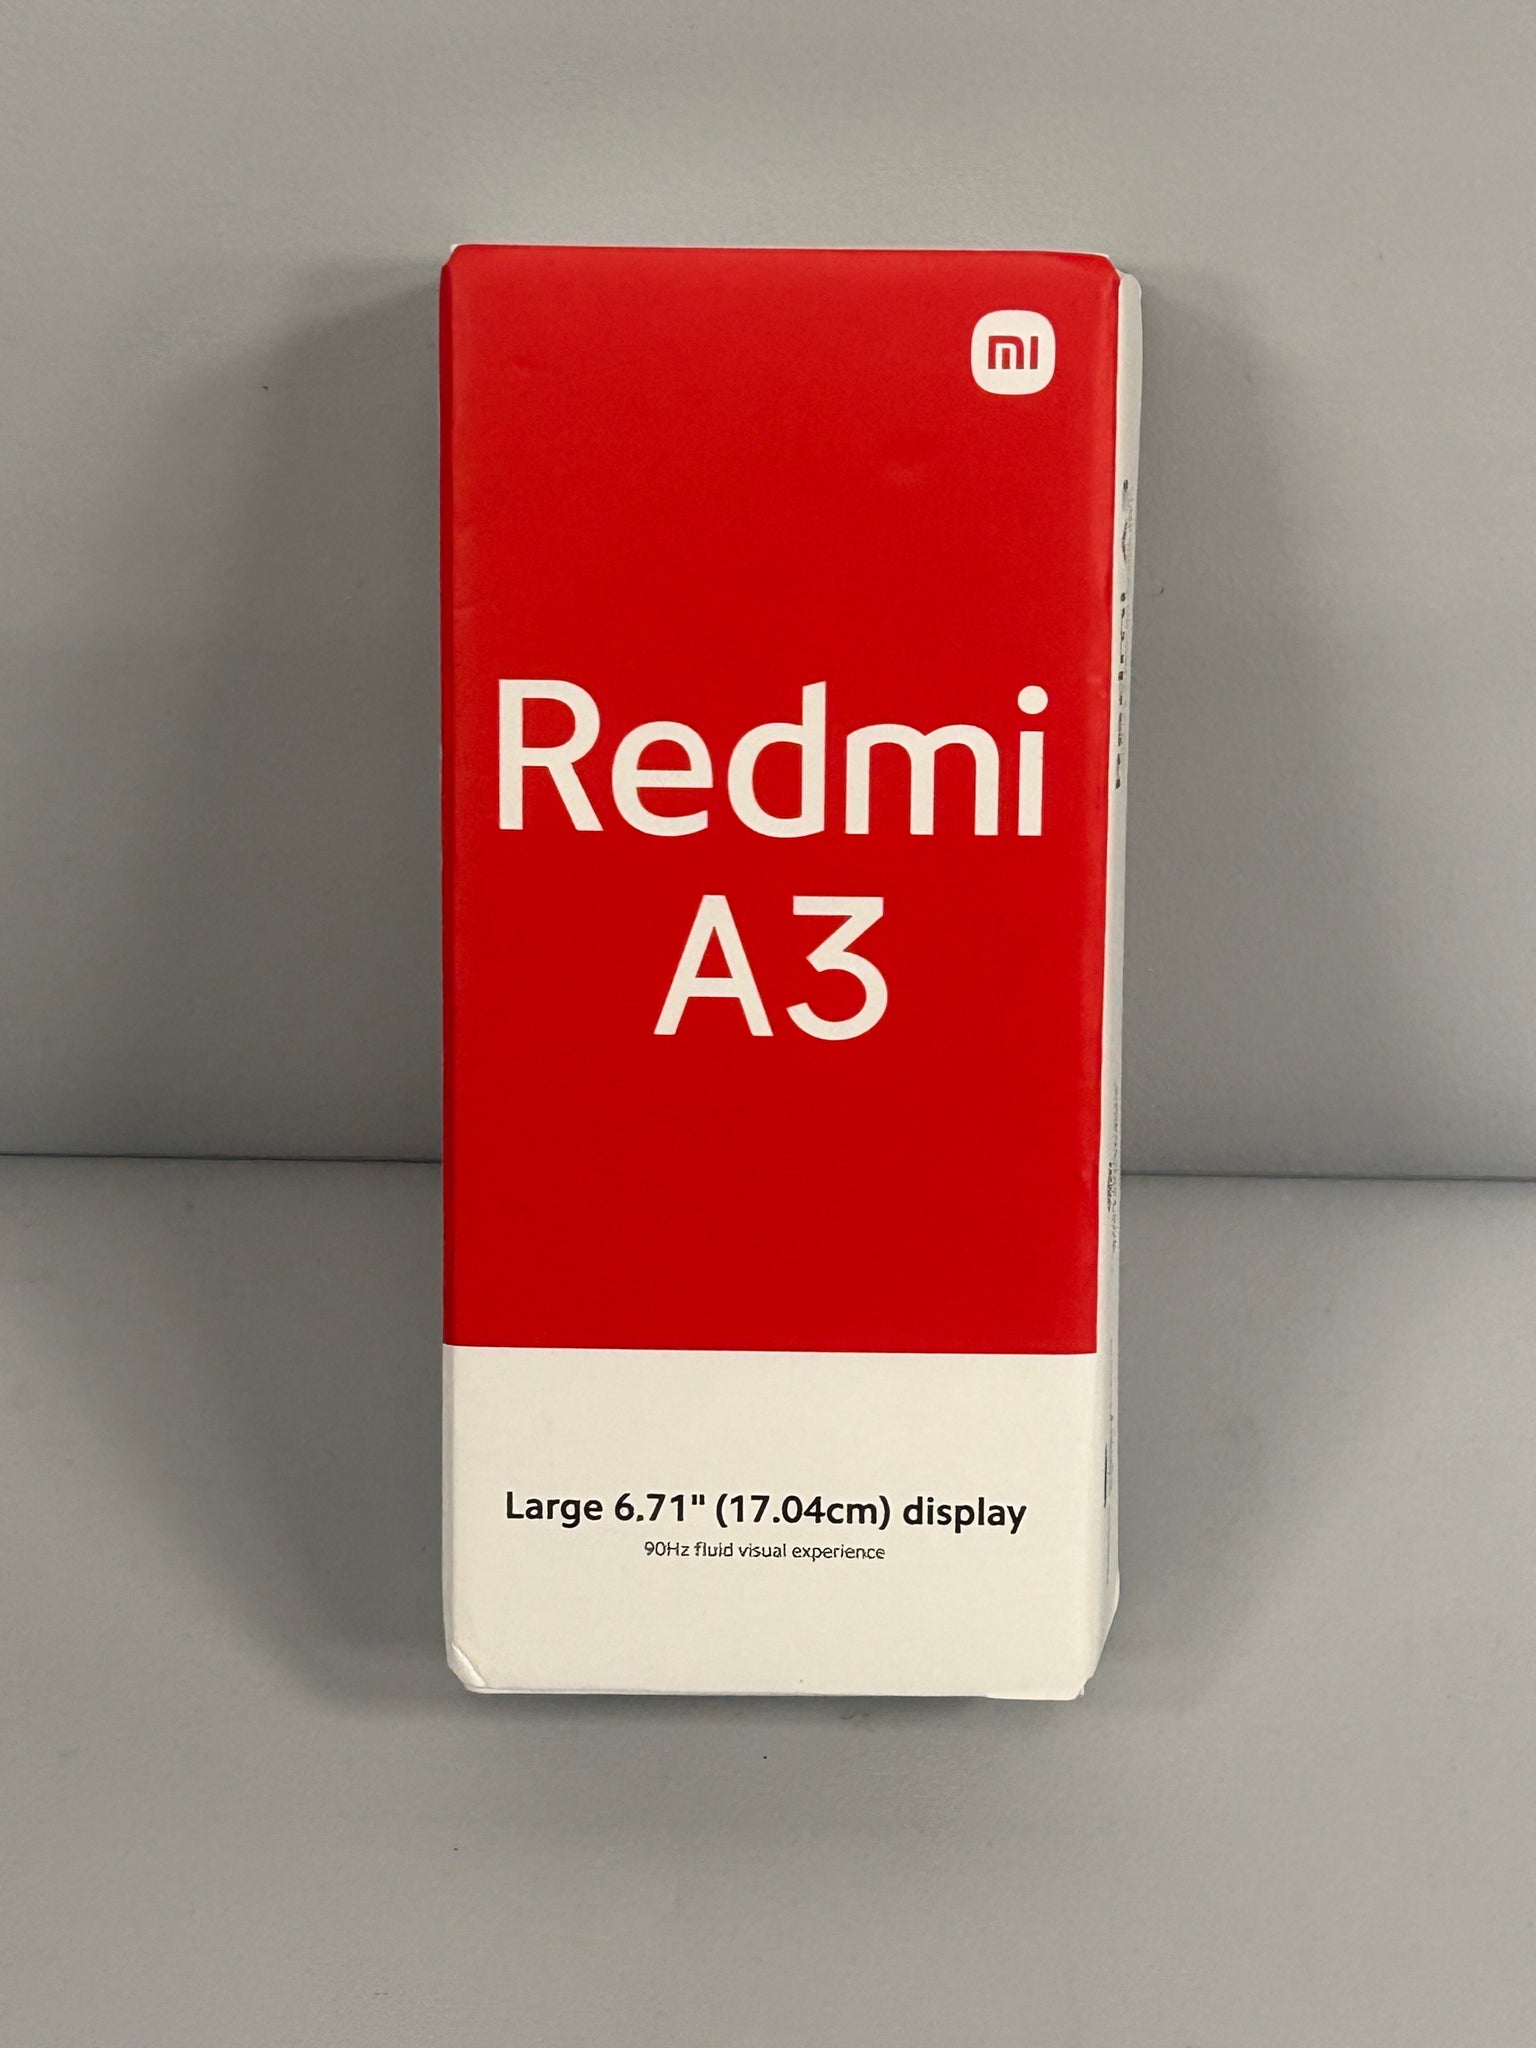 mi
Redmi
A3
Large 6.71" (17.04cm) display
90Hz fluid visual experience